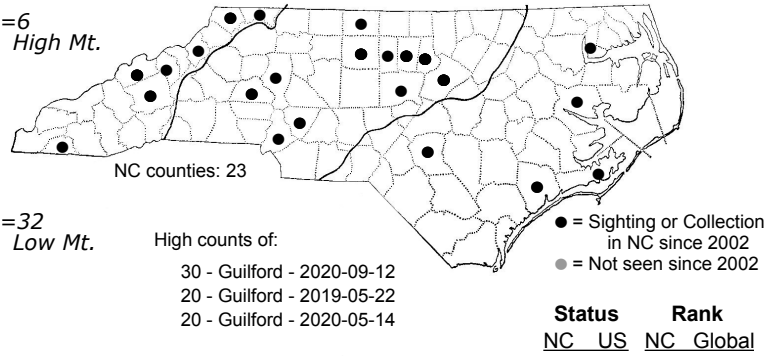 =6
High Mt.
NC counties: 23
=32
Low Mt.
High counts of:
30 - Guilford - 2020-09-12
20 - Guilford - 2019-05-22
20 - Guilford - 2020-05-14
● = Sighting or Collection
in NC since 2002
● = Not seen since 2002
Status Rank
NC US NC Global